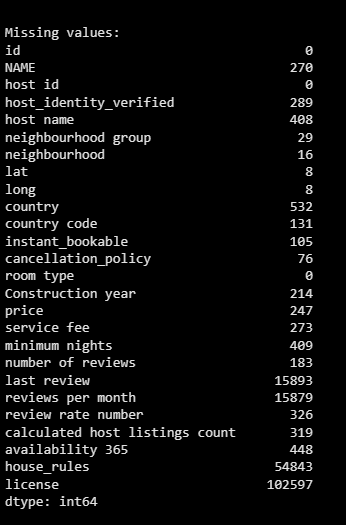 Missing values:
id 0
NAME 270
host id 0
host_identity_verified 289
host name 408
neighbourhood group 29
neighbourhood 16
lat 8
long 8
country 532
country code 131
instant_bookable 105
cancellation_policy 76
room type 0
Construction year 214
price 247
service fee 273
minimum nights 409
number of reviews 183
last review 15893
reviews per month 15879
review rate number 326
calculated host listings count 319
availability 365 448
house_rules 54843
license 102597
dtype: int64